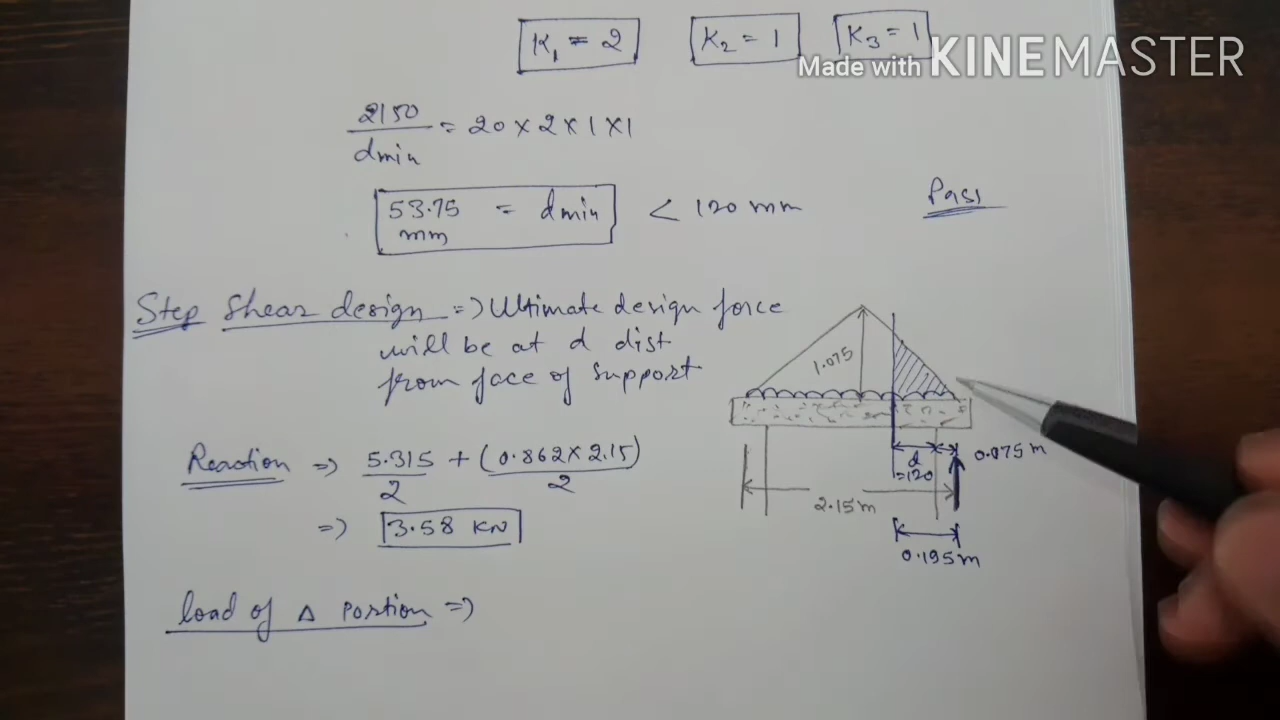 K₁ = 2 K₂ = 1 K₃ = 1
Made with KINEMASTER
2150 / dmin = 20 × 2 × 1 × 1
53.75 mm = dmin < 120 mm Pass
Step Shear design => Ultimate design force
will be at d dist
from face of support
1.075
Reaction => 5.315 / 2 + (0.862 × 2.15) / 2
=> 3.58 KN
d = 120
0.075 m
2.15 m
0.195 m
load of Δ portion =>